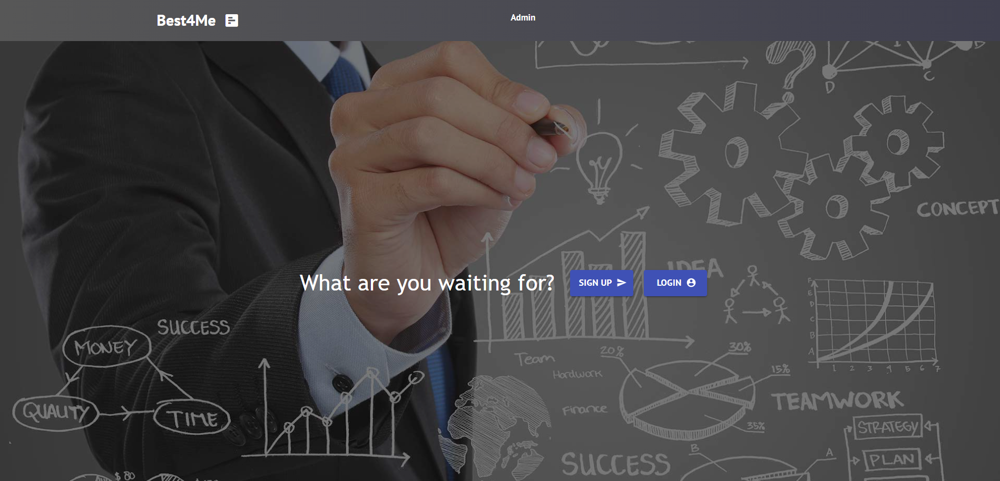 Best4Me
Admin
D
C
D
CONCEPT
IDEA
What are you waiting for?
SIGN UP
LOGIN
F
E
D
C
B
A
1 2 3 4 5 6 7
SUCCESS
MONEY
QUALITY
TIME
Team
Hardwork
Finance
20%
30%
15%
35%
TEAMWORK
STRATEGY
PLAN
SUCCESS
B
A
$80